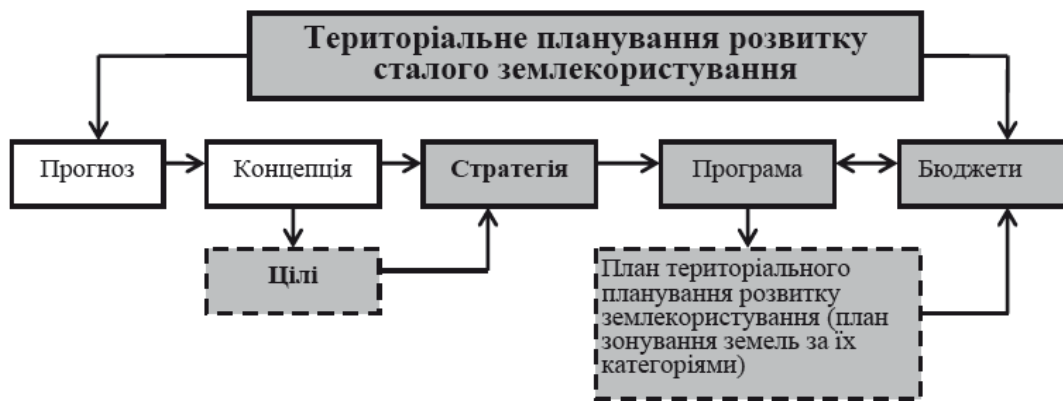 Територіальне планування розвитку
сталого землекористування
Прогноз
Концепція
Стратегія
Програма
Бюджети
Цілі
План територіального
планування розвитку
землекористування (план
зонування земель за їх
категоріями)